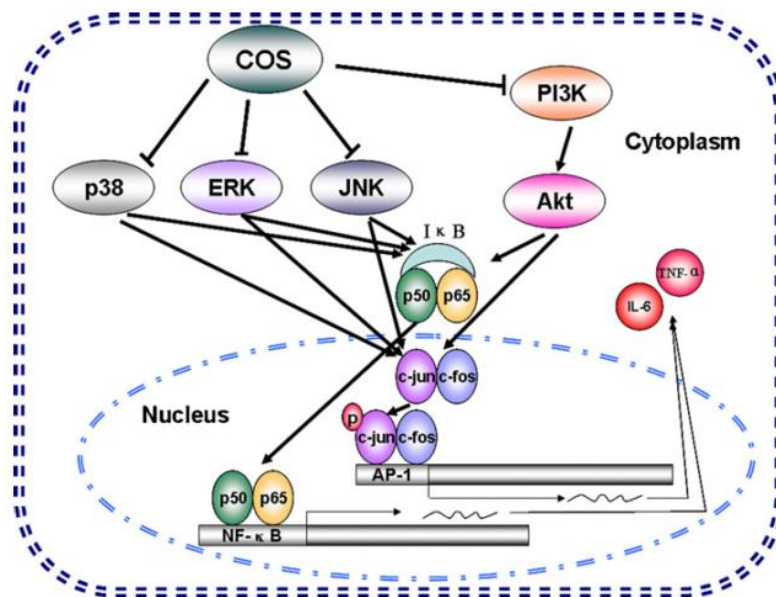 COS
PI3K
Cytoplasm
p38
ERK
JNK
Akt
I κ B
p50
p65
TNF-α
IL-6
c-jun
c-fos
Nucleus
p
c-jun
c-fos
AP-1
p50
p65
NF-κ B